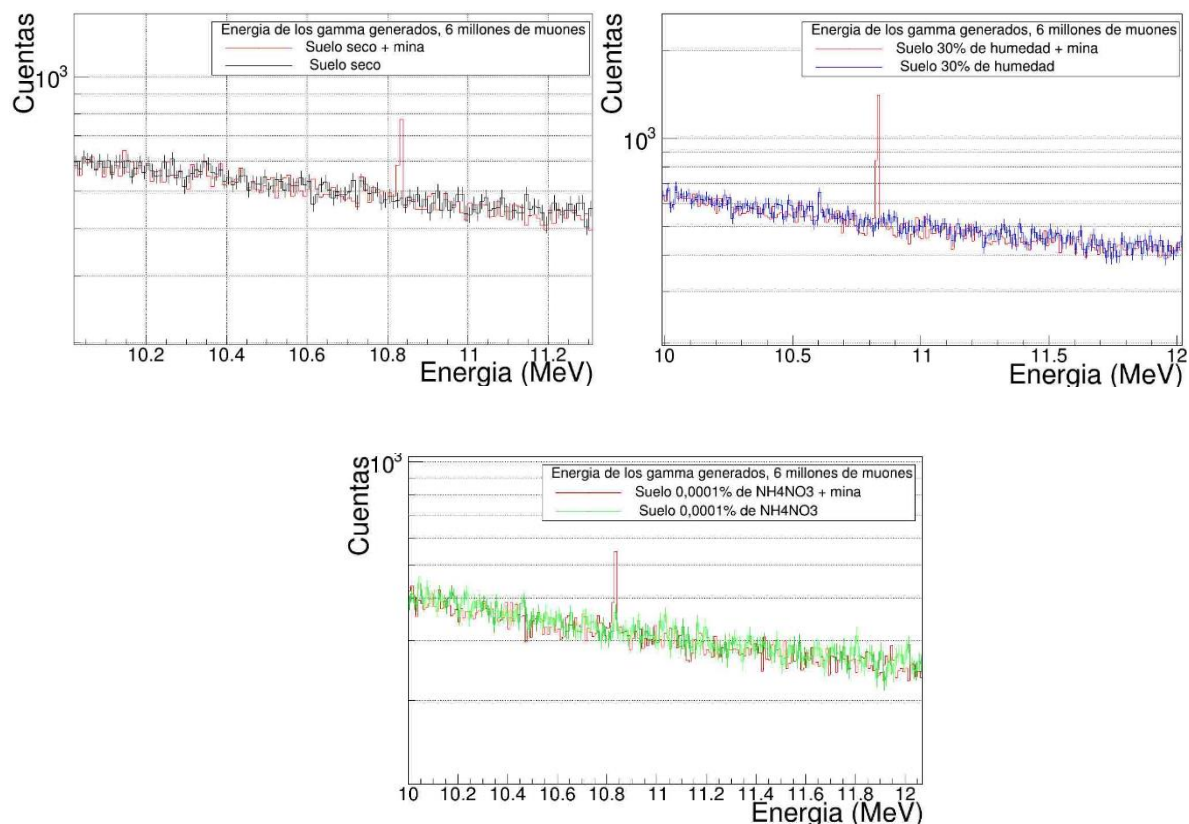 Energia de los gamma generados, 6 millones de muones
Suelo seco + mina
Suelo seco
Cuentas
10³
10.2 10.4 10.6 10.8 11 11.2
Energia (MeV)
Energia de los gamma generados, 6 millones de muones
Suelo 30% de humedad + mina
Suelo 30% de humedad
Cuentas
10³
10 10.5 11 11.5 12
Energia (MeV)
Energia de los gamma generados, 6 millones de muones
Suelo 0,0001% de NH4NO3 + mina
Suelo 0,0001% de NH4NO3
Cuentas
10³
10 10.2 10.4 10.6 10.8 11 11.2 11.4 11.6 11.8 12
Energia (MeV)